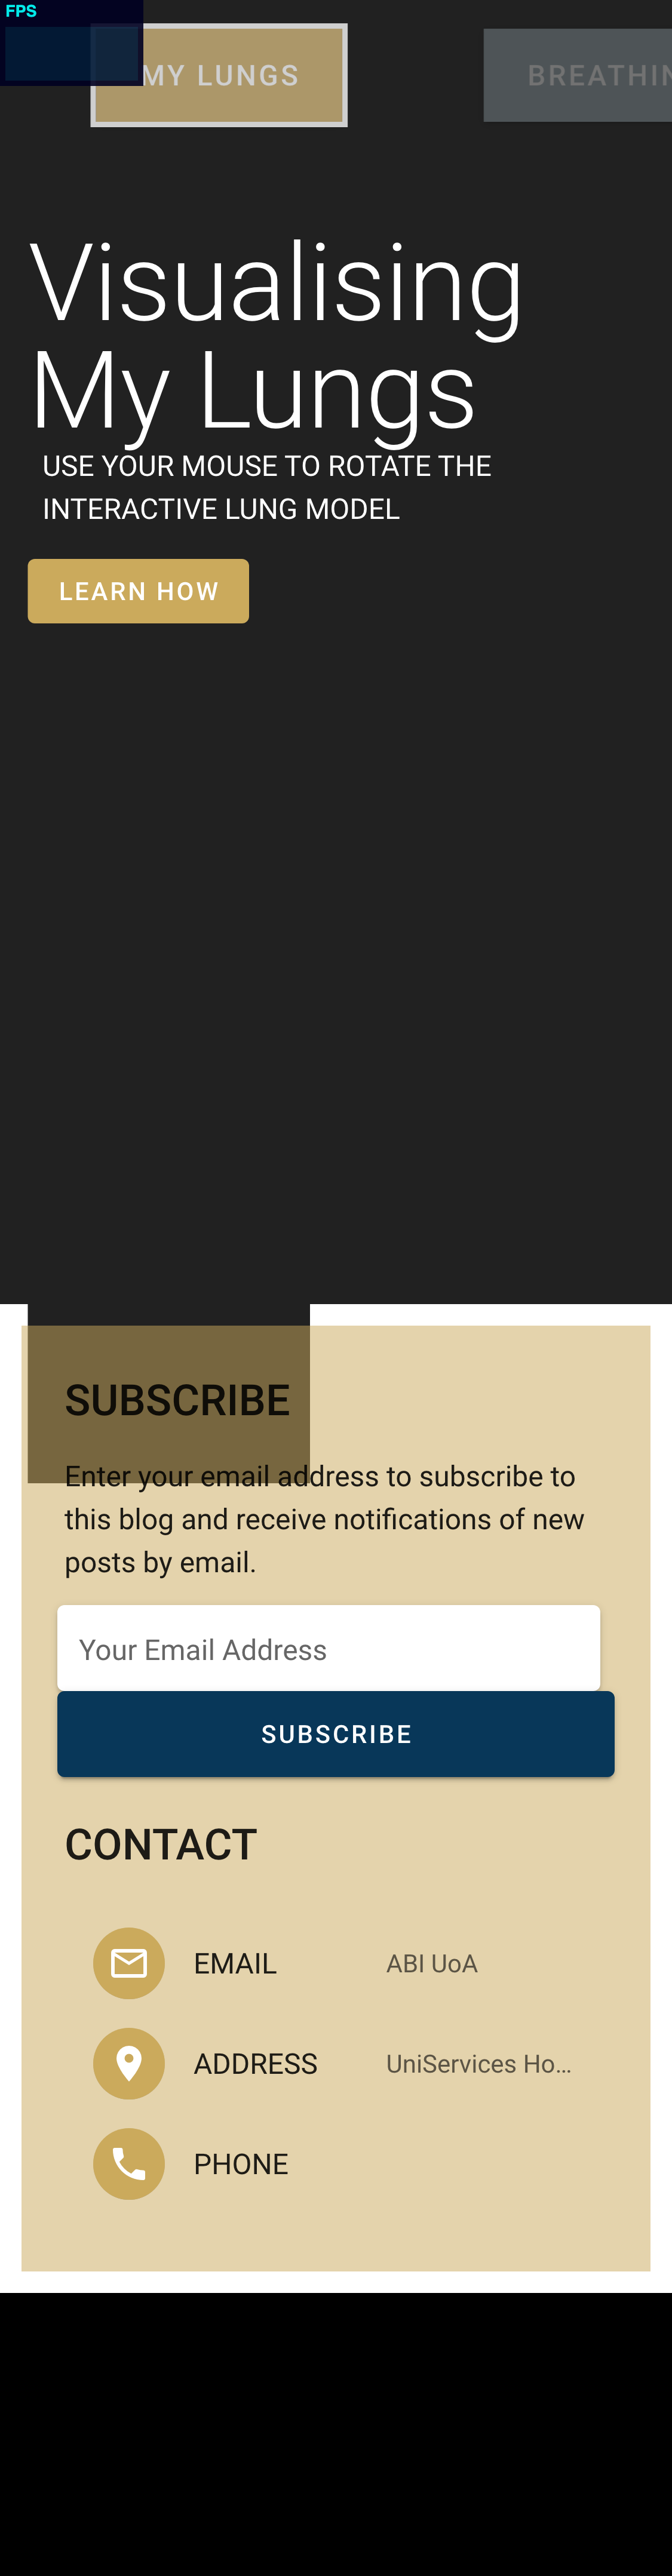 FPS
MY LUNGS
BREATHIN
Visualising
My Lungs
USE YOUR MOUSE TO ROTATE THE
INTERACTIVE LUNG MODEL
LEARN HOW
SUBSCRIBE
Enter your email address to subscribe to
this blog and receive notifications of new
posts by email.
Your Email Address
SUBSCRIBE
CONTACT
EMAIL ABI UoA
ADDRESS UniServices Ho...
PHONE